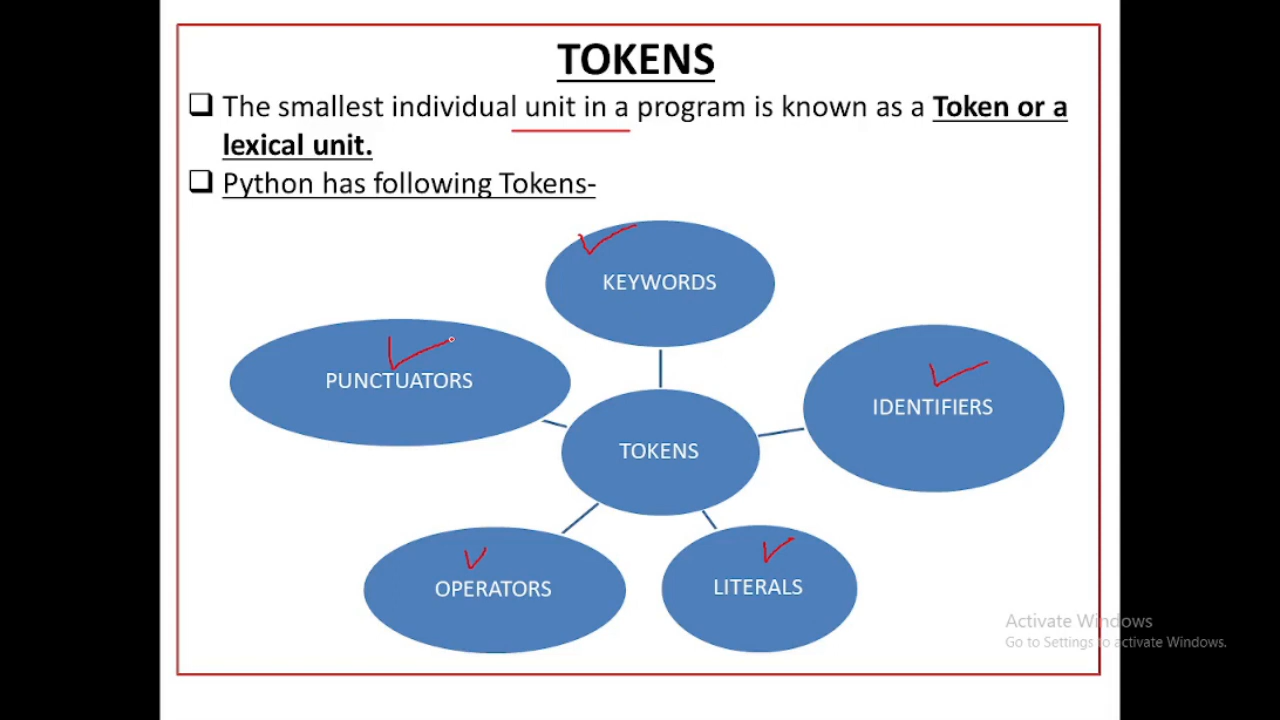 TOKENS
The smallest individual unit in a program is known as a Token or a
lexical unit.
Python has following Tokens-
KEYWORDS
PUNCTUATORS
IDENTIFIERS
TOKENS
OPERATORS
LITERALS
Activate Windows
Go to Settings to activate Windows.